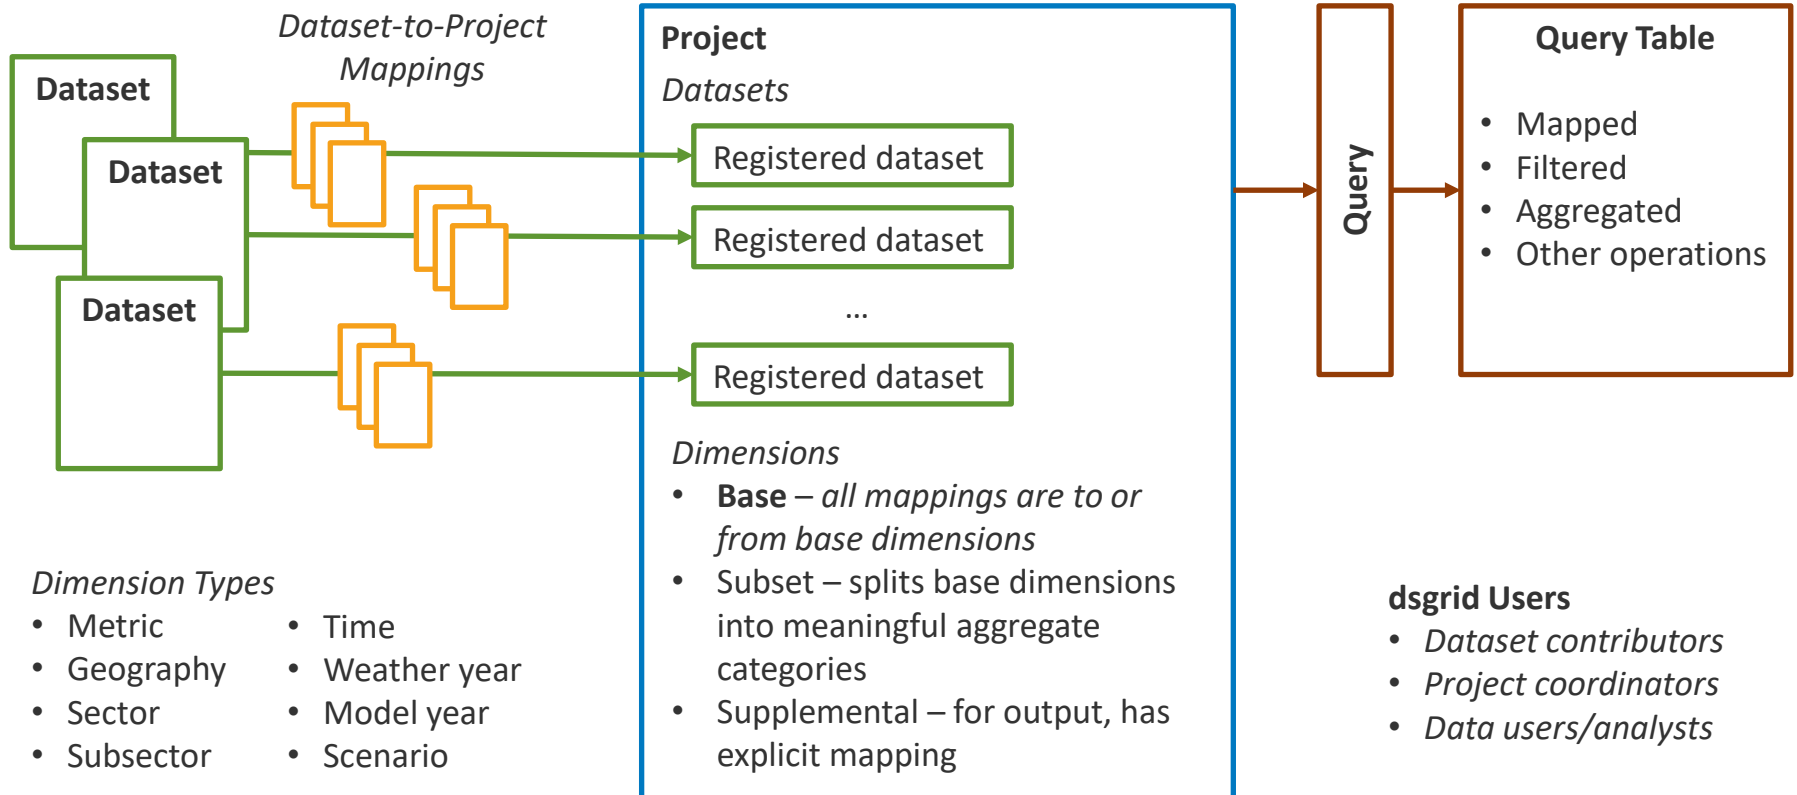 Dataset-to-Project
Mappings
Dataset
Dataset
Dataset
Project
Datasets
Registered dataset
Registered dataset
...
Registered dataset
Dimensions
• Base – all mappings are to or
from base dimensions
• Subset – splits base dimensions
into meaningful aggregate
categories
• Supplemental – for output, has
explicit mapping
Query
Query Table
• Mapped
• Filtered
• Aggregated
• Other operations
Dimension Types
• Metric
• Geography
• Sector
• Subsector
• Time
• Weather year
• Model year
• Scenario
dsgrid Users
• Dataset contributors
• Project coordinators
• Data users/analysts